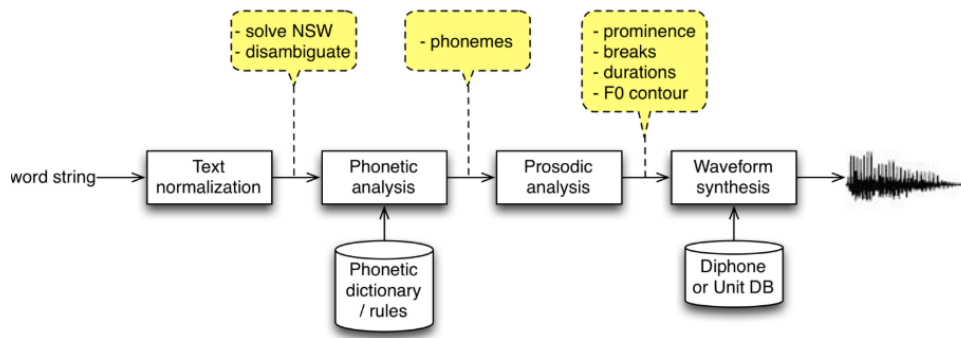 - solve NSW
- disambiguate
- phonemes
- prominence
- breaks
- durations
- F0 contour
word string
Text
normalization
Phonetic
analysis
Prosodic
analysis
Waveform
synthesis
Phonetic
dictionary
/ rules
Diphone
or Unit DB